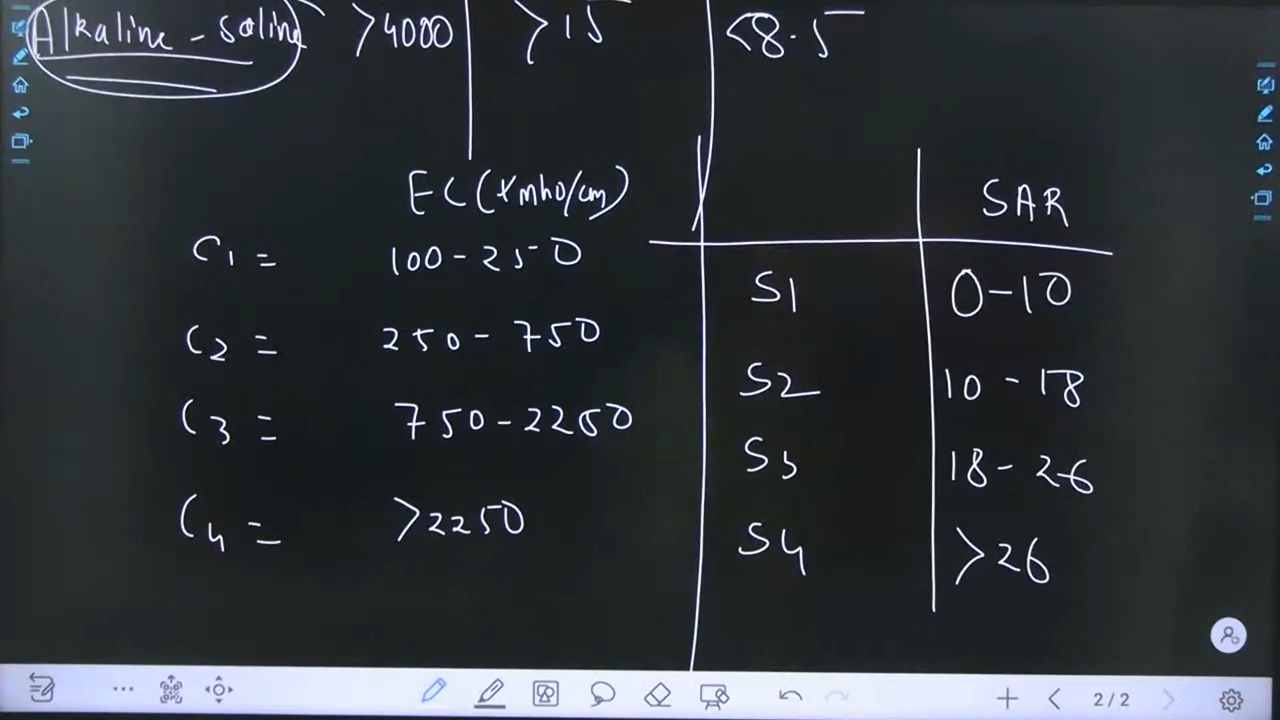 Alkaline - saline >4000 >15 <8.5
EC (μmho/cm) SAR
C1 = 100-250 S1 0-10
C2 = 250-750 S2 10-18
C3 = 750-2250 S3 18-26
C4 = >2250 S4 >26
2/2